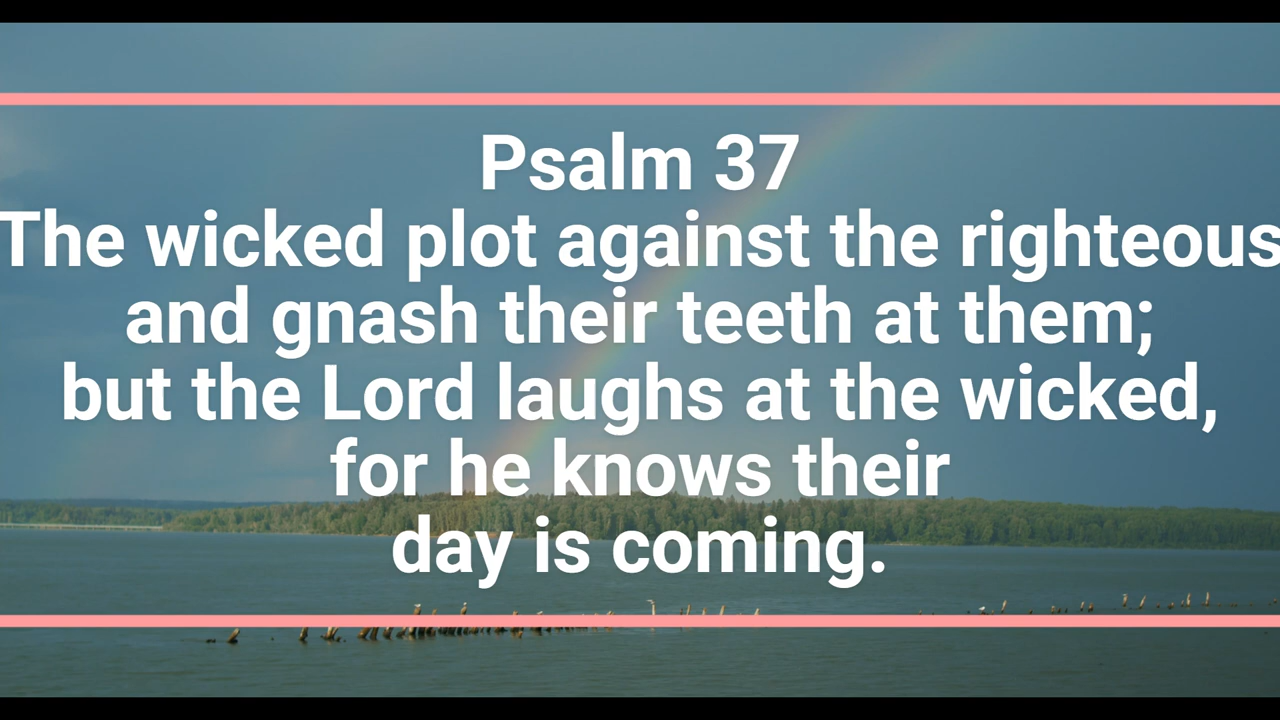 Psalm 37
The wicked plot against the righteous
and gnash their teeth at them;
but the Lord laughs at the wicked,
for he knows their
day is coming.